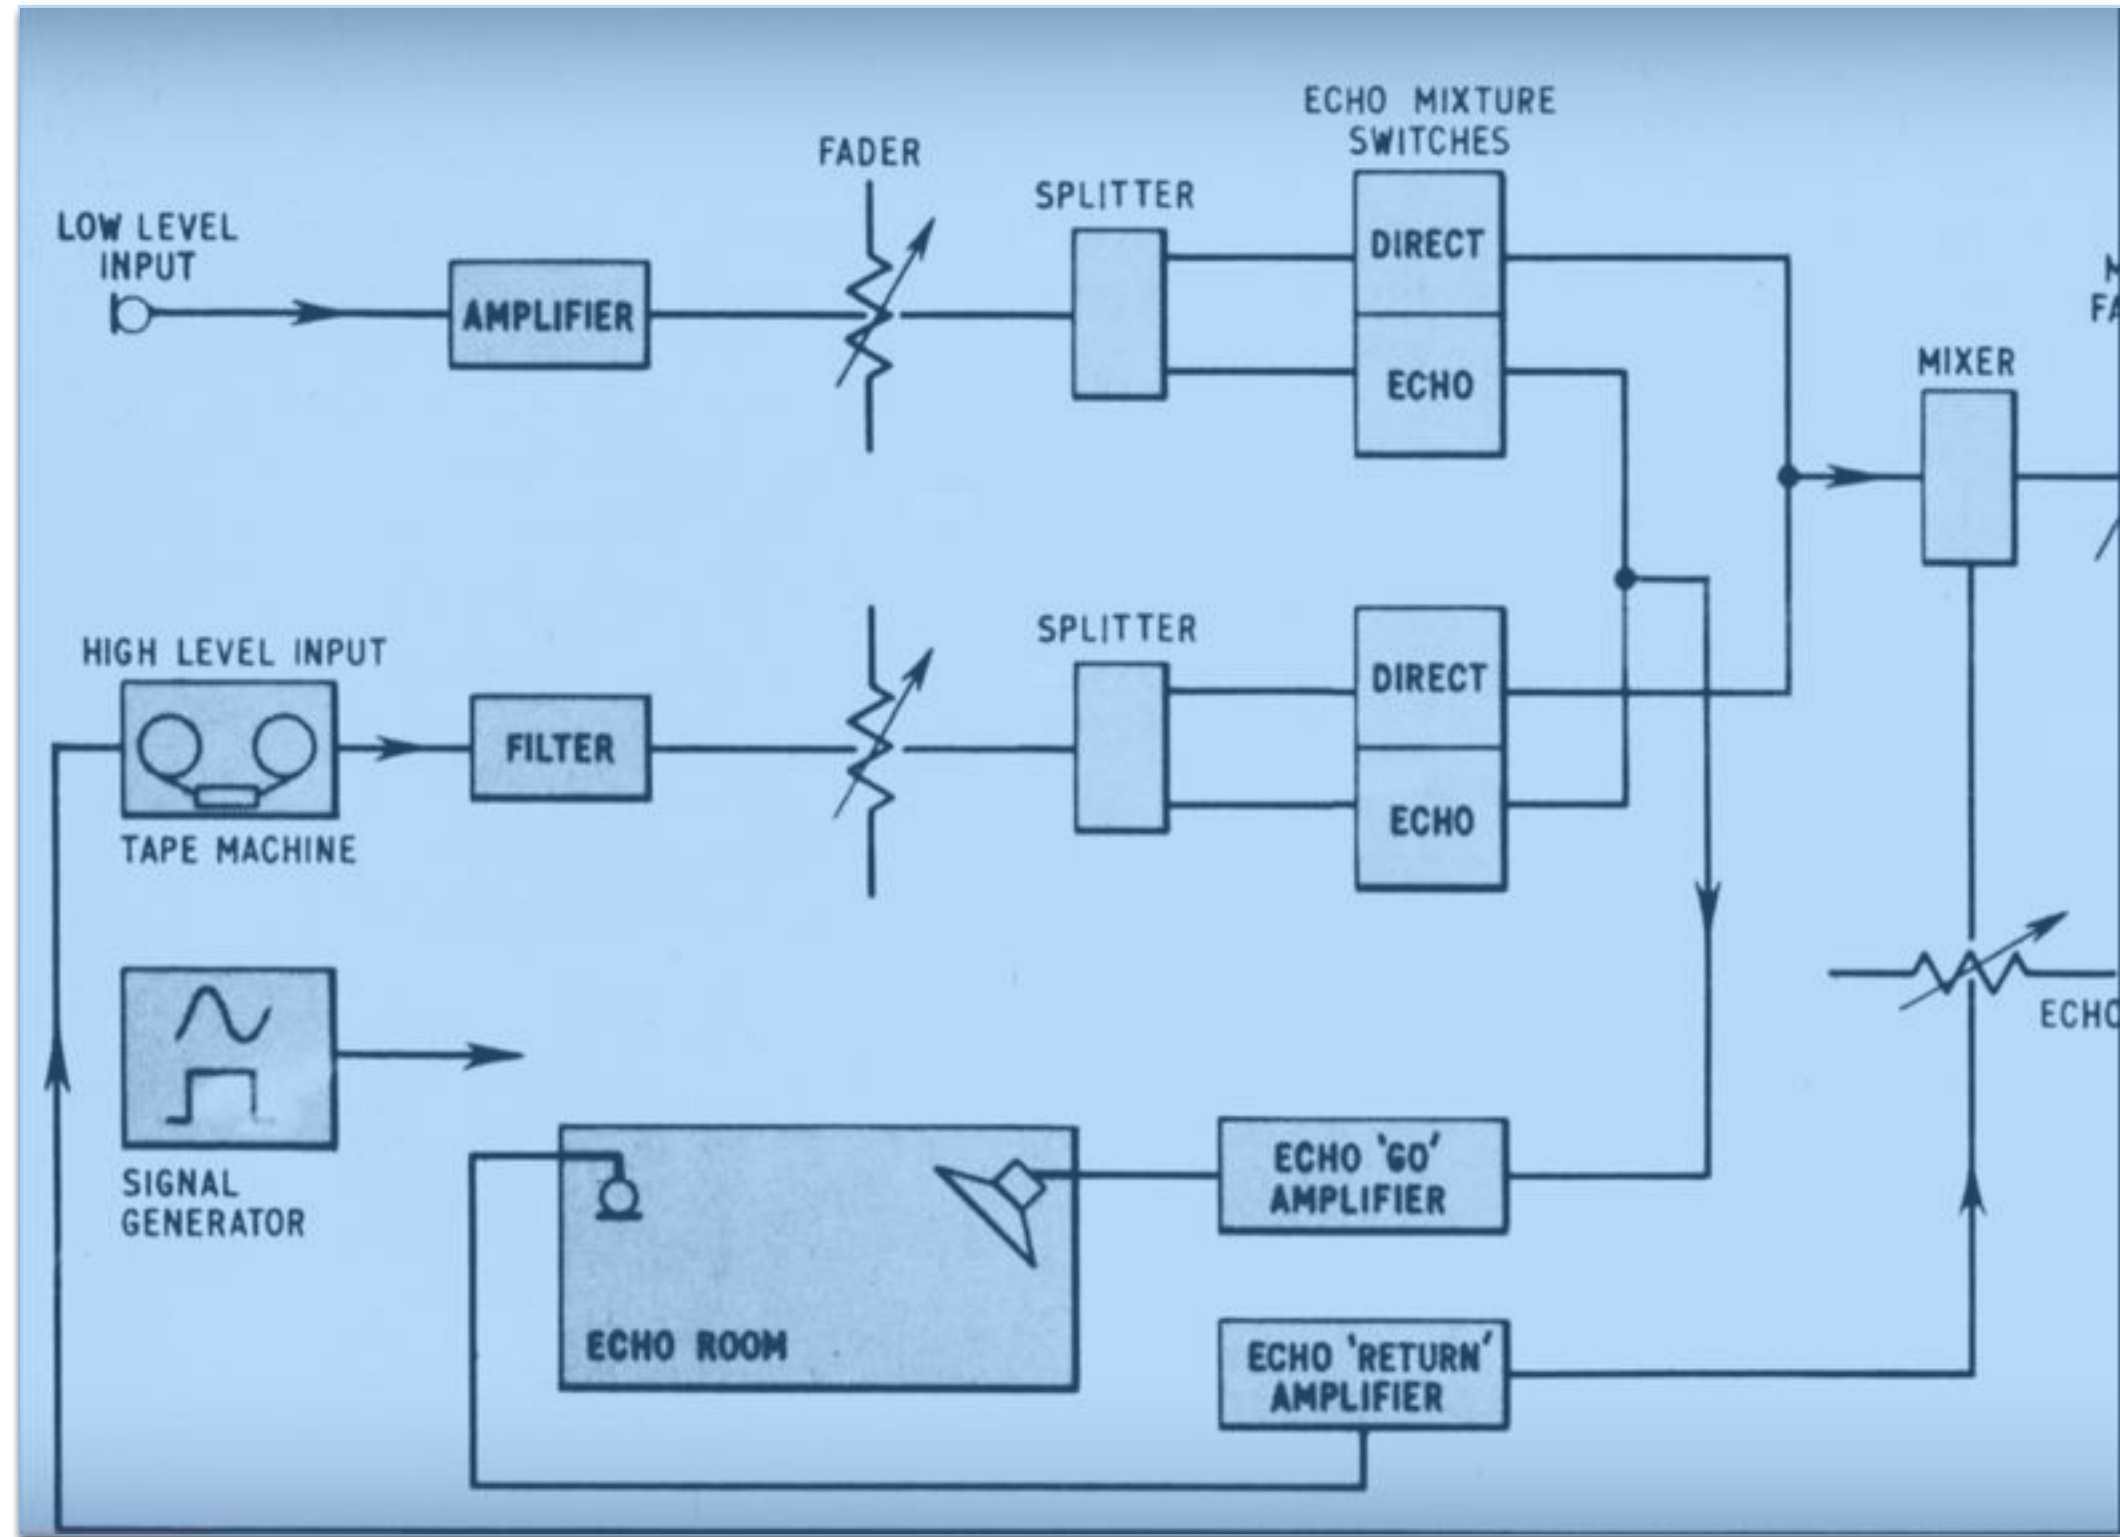 ECHO MIXTURE
SWITCHES
FADER
SPLITTER
LOW LEVEL
INPUT
DIRECT
AMPLIFIER
ECHO
MIXER
SPLITTER
HIGH LEVEL INPUT
DIRECT
FILTER
ECHO
TAPE MACHINE
ECHO
SIGNAL
GENERATOR
ECHO 'GO'
AMPLIFIER
ECHO ROOM
ECHO 'RETURN'
AMPLIFIER